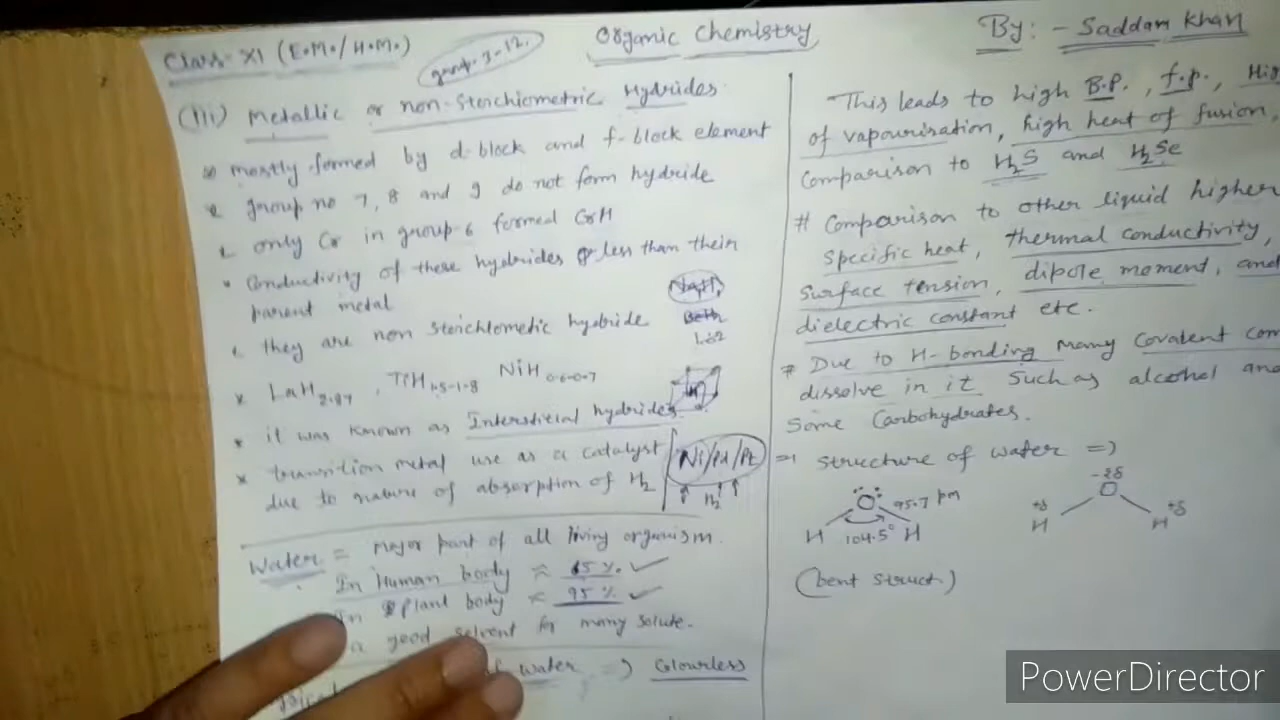 Class-XI (E.M./H.M.)
group-3-12.
Organic Chemistry
By:- Saddam Khan
(iii) Metallic or non-Stoichiometric Hydrides
mostly formed by d-block and f-block element
group no 7, 8 and 9 do not form hydride
only Cr in group-6 formed CrH
Conductivity of these hybrides less than their
parent metal
they are non Stoichiometic hybride
LaH2.87, TiH1.5-1.8 NiH0.6-0.7
it was known as Interstitial hybrides
transition metal use as a catalyst
due to nature of absorption of H2
Ni/Pd/Pt
H2
Water = major part of all living organism.
In Human body ≈ 65%.
In plant body ≈ 95%
a good solvent for many solute.
of water => Colourless
This leads to high B.P., f.p.,
of vapourisation, high heat of fusion,
Comparison to H2S and H2Se
# Comparison to other liquid higher
Specific heat, thermal conductivity,
Surface tension, dipole moment, and
dielectric constant etc.
# Due to H-bonding many Covalent com
dissolve in it such as alcohol and
Some Carbohydrates.
=> Structure of water =>
O 95.7 pm
H 104.5° H
-2δ
O
+δ +δ
H H
(bent struct)
PowerDirector